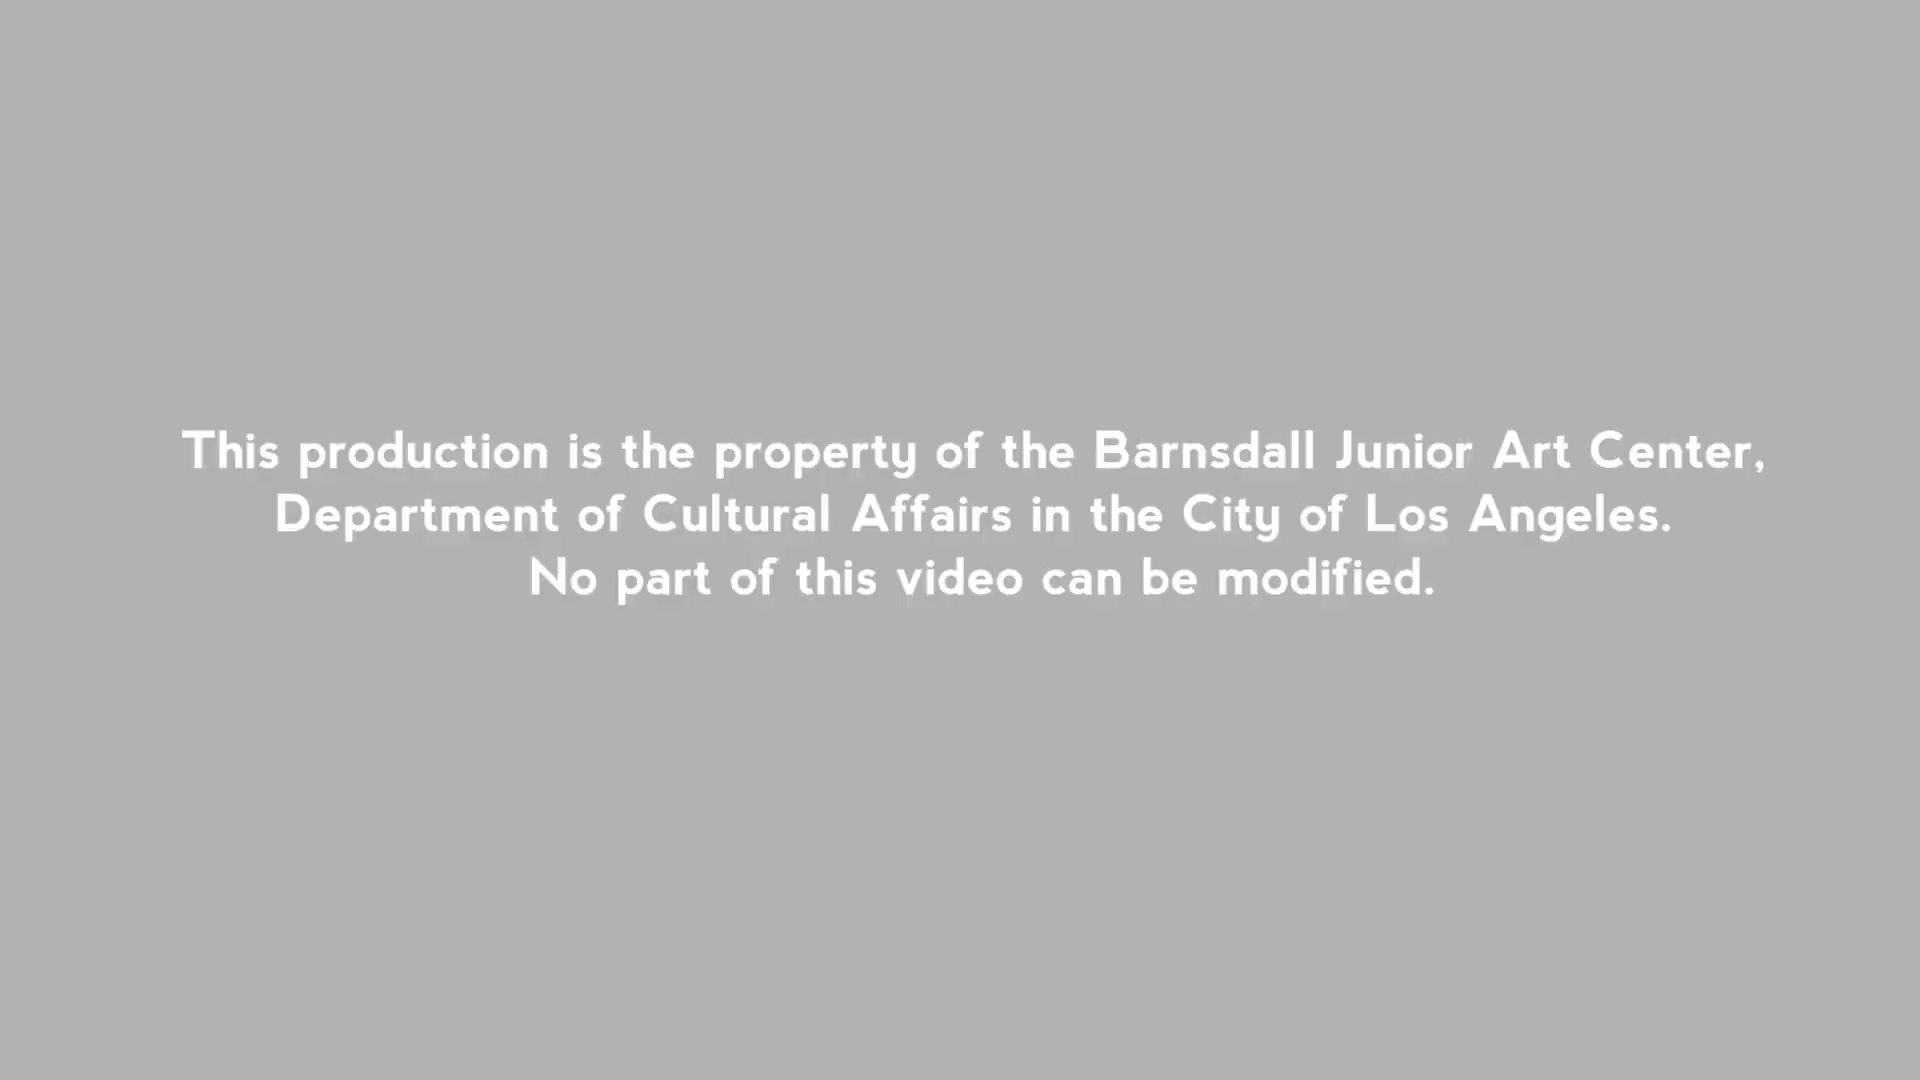 This production is the property of the Barnsdall Junior Art Center,
Department of Cultural Affairs in the City of Los Angeles.
No part of this video can be modified.